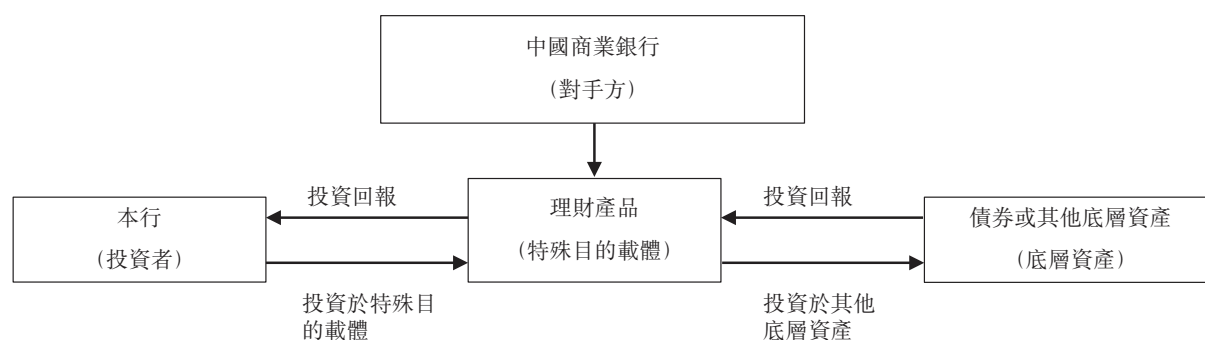 中國商業銀行
(對手方)
投資回報
投資回報
本行
(投資者)
理財產品
(特殊目的載體)
債券或其他底層資產
(底層資產)
投資於特殊目
的載體
投資於其他
底層資產